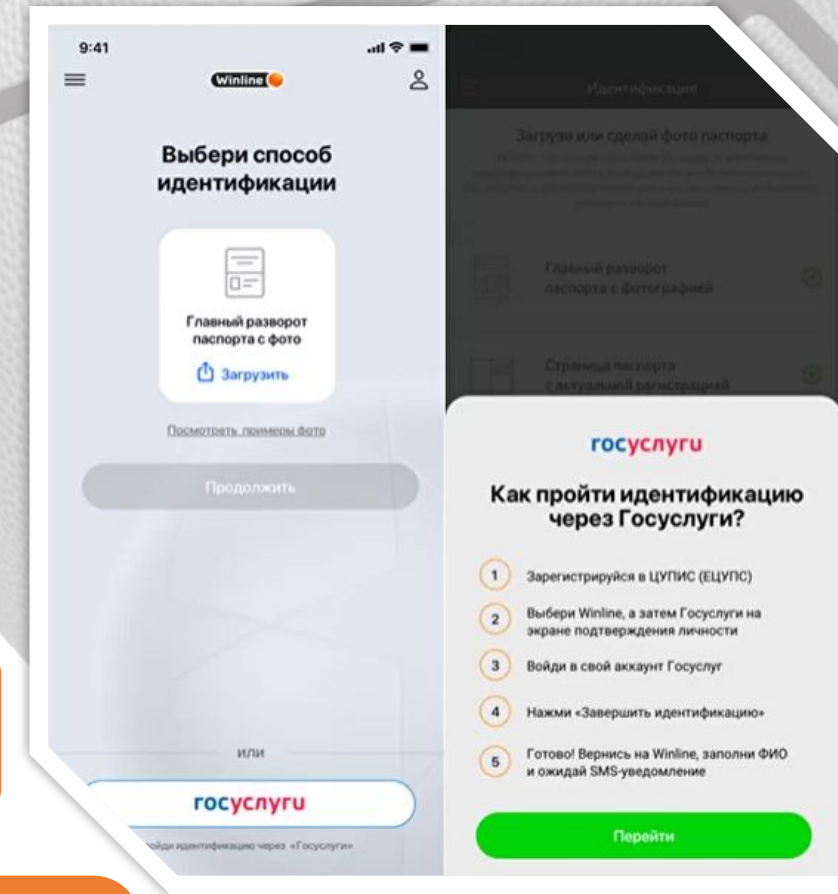 9:41
Winline
Выбери способ
идентификации
Главный разворот
паспорта с фото
Загрузить
Посмотреть примеры фото
Продолжить
или
госуслуги
идентификацию через «Госуслуги»
Идентификация
Загрузи или сделай фото паспорта
Главный разворот
паспорта с фотографией
Страница паспорта
с актуальной регистрацией
госуслуги
Как пройти идентификацию
через Госуслуги?
1 Зарегистрируйся в ЦУПИС (ЕЦУПС)
2 Выбери Winline, а затем Госуслуги на
экране подтверждения личности
3 Войди в свой аккаунт Госуслуг
4 Нажми «Завершить идентификацию»
5 Готово! Вернись на Winline, заполни ФИО
и ожидай SMS-уведомление
Перейти